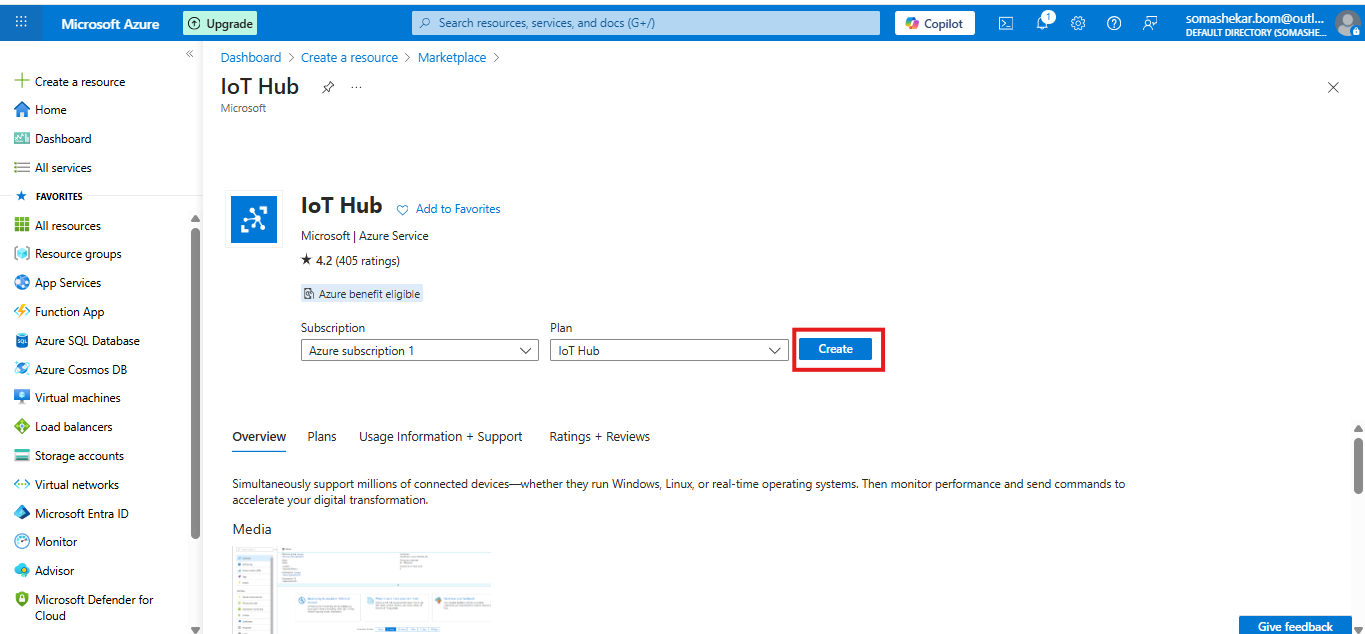 Microsoft Azure
Upgrade
Search resources, services, and docs (G+/)
Copilot
1
somashekar.bom@outl...
DEFAULT DIRECTORY (SOMASHE...
Create a resource
Home
Dashboard
All services
FAVORITES
All resources
Resource groups
App Services
Function App
SQL
Azure SQL Database
Azure Cosmos DB
Virtual machines
Load balancers
Storage accounts
Virtual networks
Microsoft Entra ID
Monitor
Advisor
Microsoft Defender for
Cloud
Dashboard > Create a resource > Marketplace >
IoT Hub
...
Microsoft
IoT Hub
Add to Favorites
Microsoft | Azure Service
★ 4.2 (405 ratings)
Azure benefit eligible
Subscription
Plan
Azure subscription 1
IoT Hub
Create
Overview
Plans
Usage Information + Support
Ratings + Reviews
Simultaneously support millions of connected devices—whether they run Windows, Linux, or real-time operating systems. Then monitor performance and send commands to
accelerate your digital transformation.
Media
Give feedback